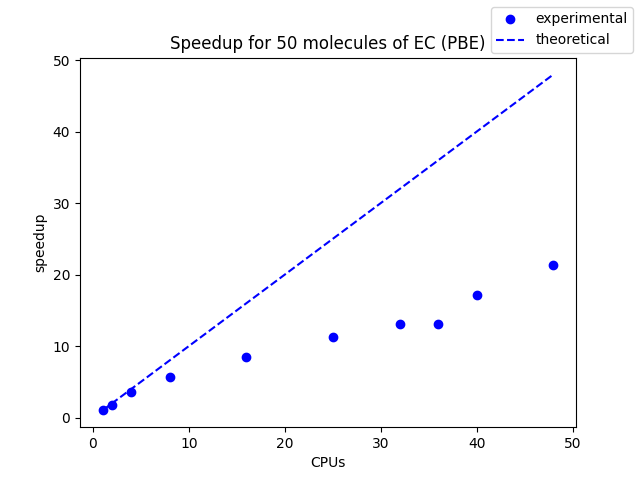 experimental
theoretical
Speedup for 50 molecules of EC (PBE)
50
40
30
20
10
0
speedup
0 10 20 30 40 50
CPUs